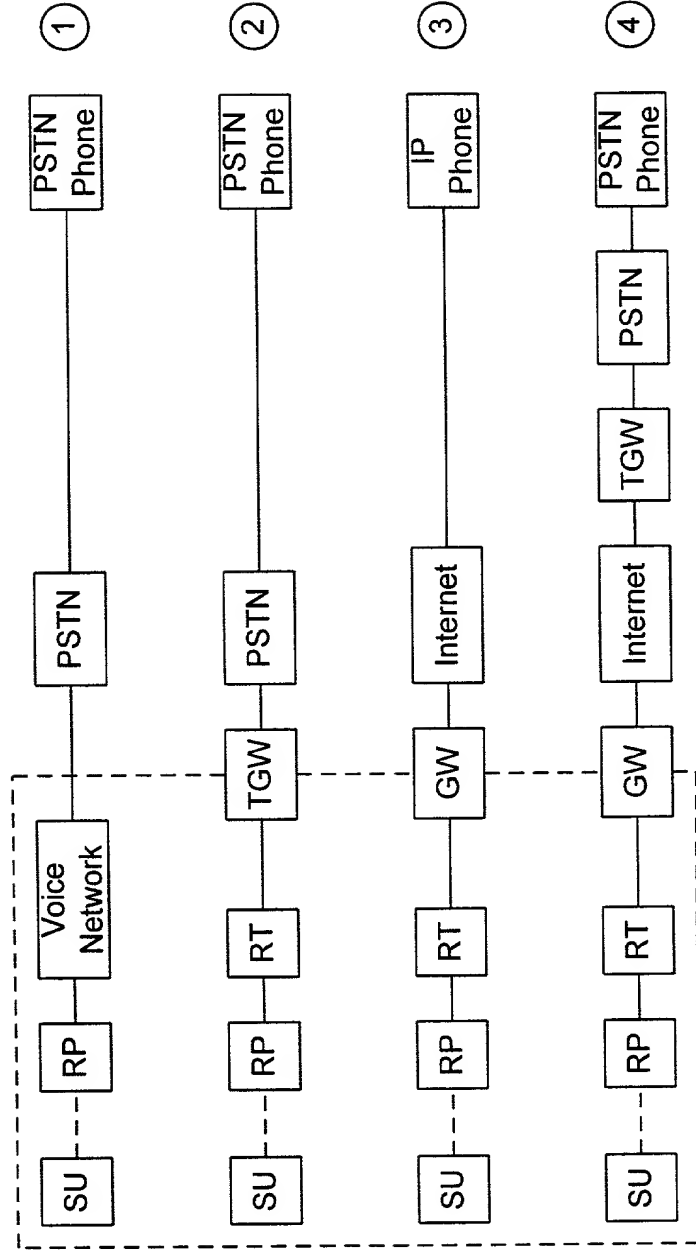 SU
RP
Voice
Network
PSTN
PSTN
Phone
1
SU
RP
RT
TGW
PSTN
PSTN
Phone
2
SU
RP
RT
GW
Internet
IP
Phone
3
SU
RP
RT
GW
Internet
TGW
PSTN
PSTN
Phone
4